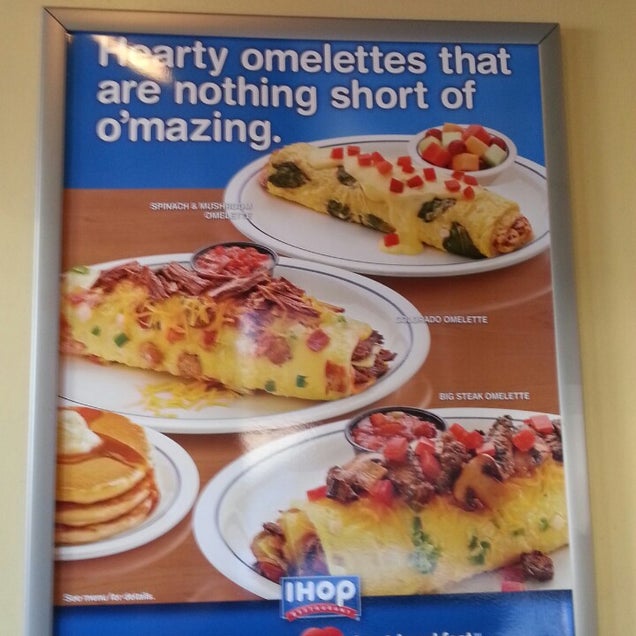 Hearty omelettes that
are nothing short of
o'mazing.
SPINACH & MUSHROOM
OMELETTE
COLORADO OMELETTE
BIG STEAK OMELETTE
See menu for details.
IHOP
RESTAURANT